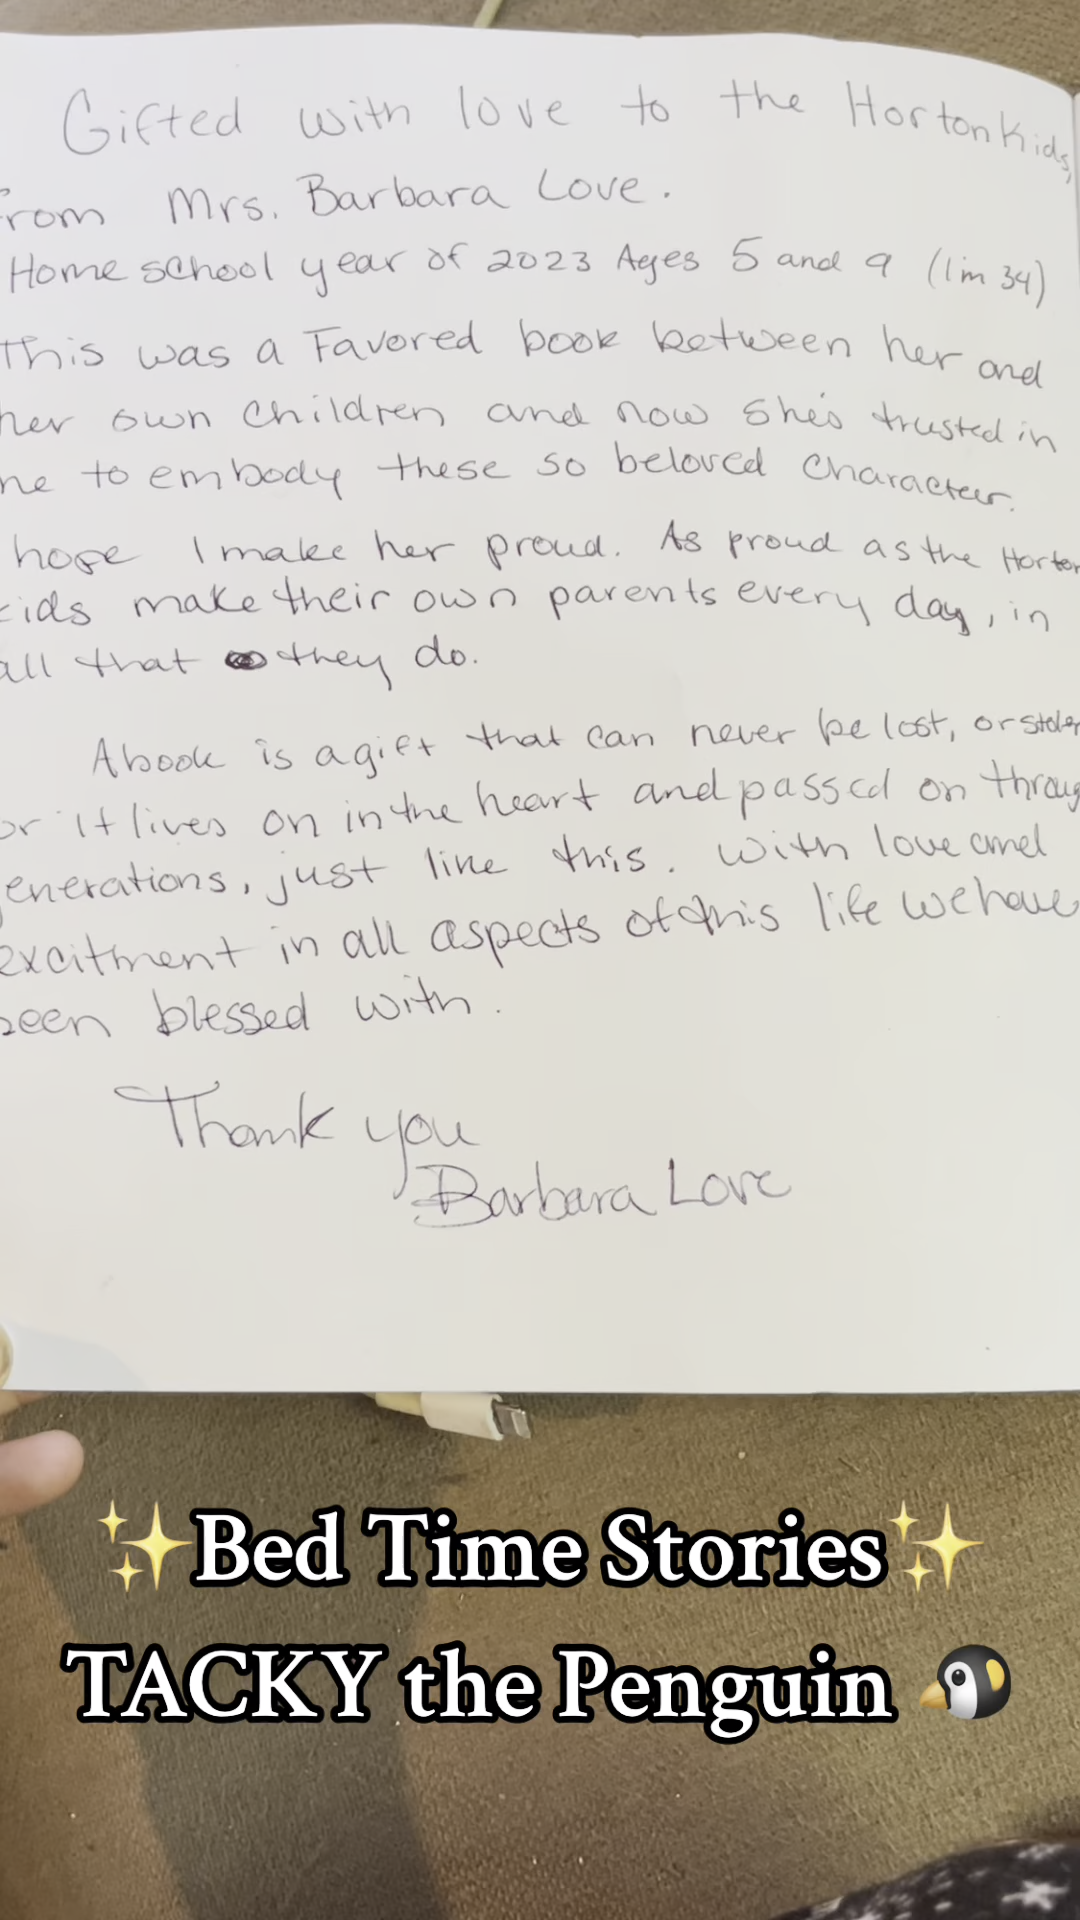 Gifted with love to the Horton Kids,
from Mrs. Barbara Love.
Home school year of 2023 Ages 5 and 9 (I'm 34)
This was a Favored book between her and
her own children and now she's trusted in
me to embody these so beloved character.
hope I make her proud. As proud as the Horton
kids make their own parents every day, in
all that they do.
A book is a gift that can never be lost, or stolen
or it lives on in the heart and passed on throug
generations, just like this. With love and
excitment in all aspects of this life we have
been blessed with.
Thank you
Barbara Love
✨Bed Time Stories✨
TACKY the Penguin 🐧